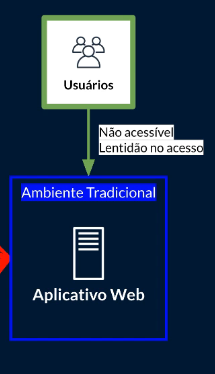 Usuários
Não acessível
Lentidão no acesso
Ambiente Tradicional
Aplicativo Web